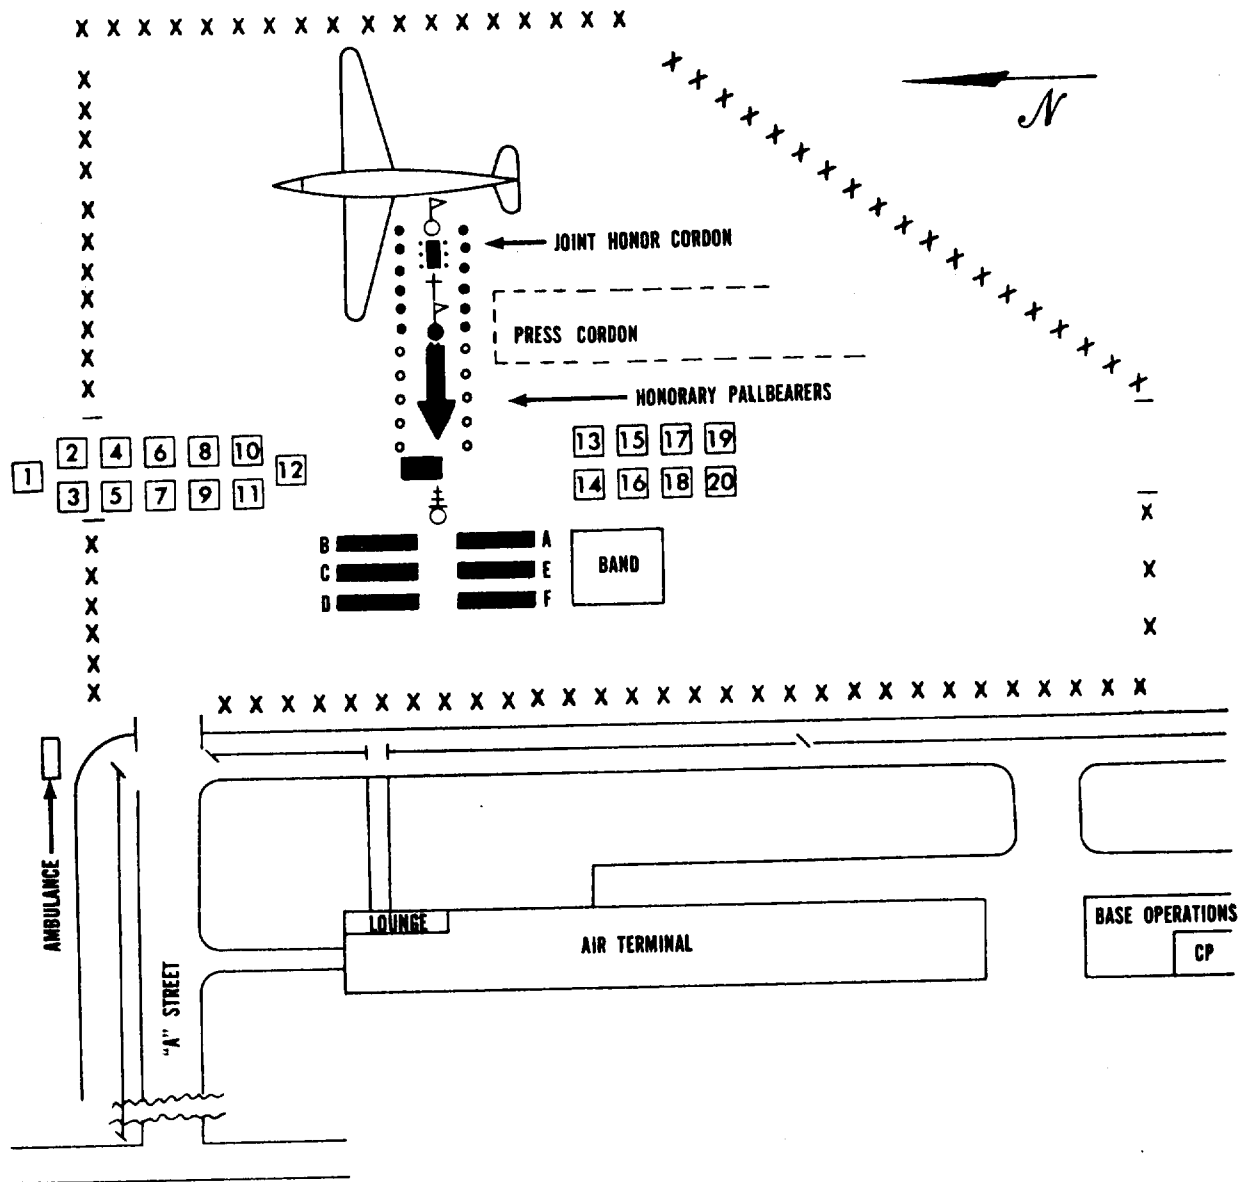 N
JOINT HONOR CORDON
PRESS CORDON
HONORARY PALLBEARERS
1
2 4 6 8 10
3 5 7 9 11
12
13 15 17 19
14 16 18 20
B A
C E
D F
BAND
AMBULANCE
"A" STREET
LOUNGE
AIR TERMINAL
BASE OPERATIONS
CP